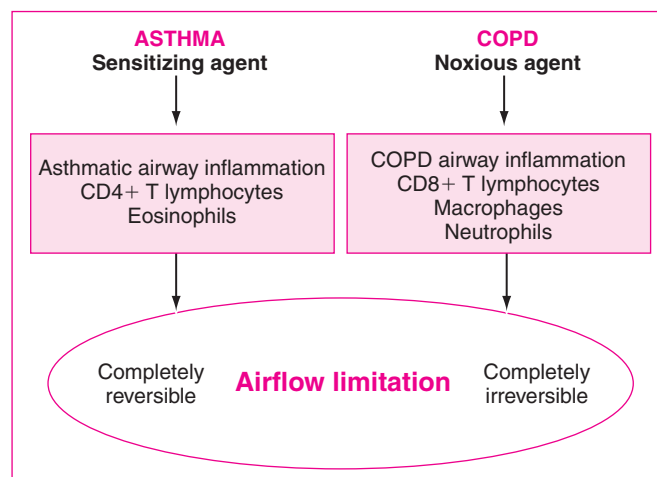 ASTHMA
Sensitizing agent
Asthmatic airway inflammation
CD4+ T lymphocytes
Eosinophils
COPD
Noxious agent
COPD airway inflammation
CD8+ T lymphocytes
Macrophages
Neutrophils
Completely
reversible
Airflow limitation
Completely
irreversible